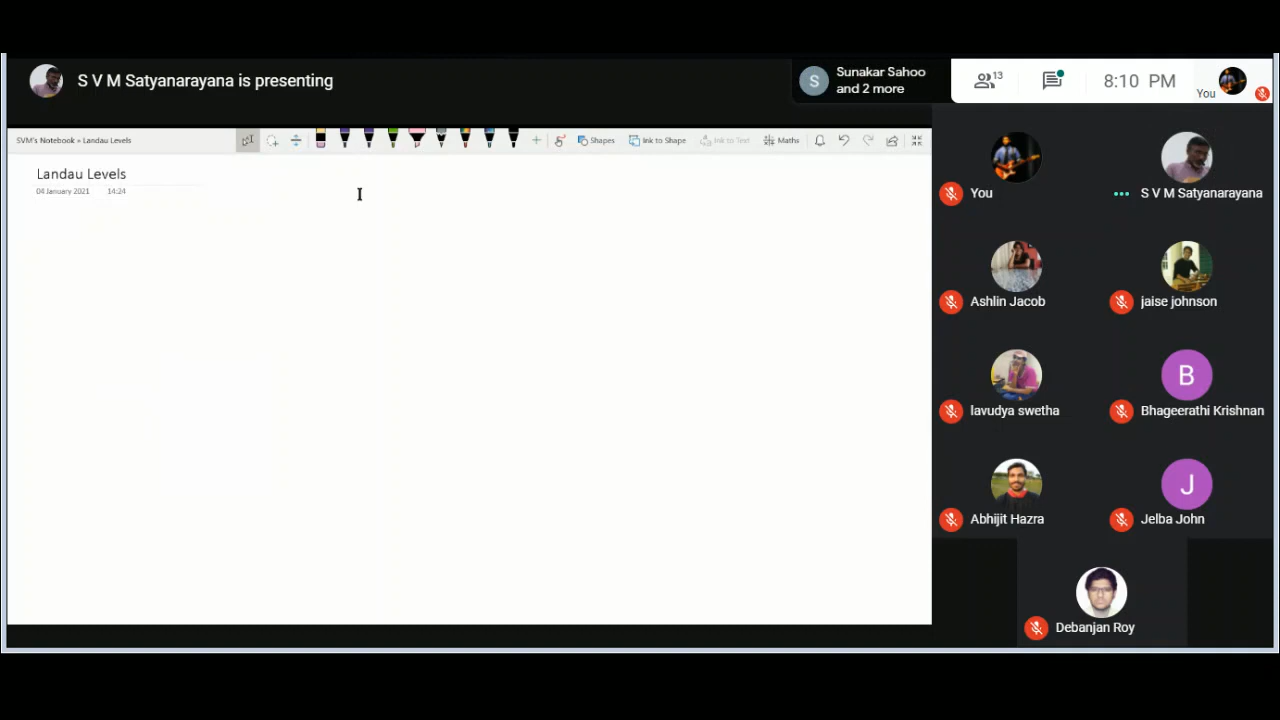 S V M Satyanarayana is presenting
S
Sunakar Sahoo
and 2 more
13
8:10 PM
You
SVM's Notebook » Landau Levels
Shapes
Ink to Shape
Ink to Text
Maths
Landau Levels
04 January 2021 14:24
You
S V M Satyanarayana
Ashlin Jacob
jaise johnson
lavudya swetha
B
Bhageerathi Krishnan
Abhijit Hazra
J
Jelba John
Debanjan Roy